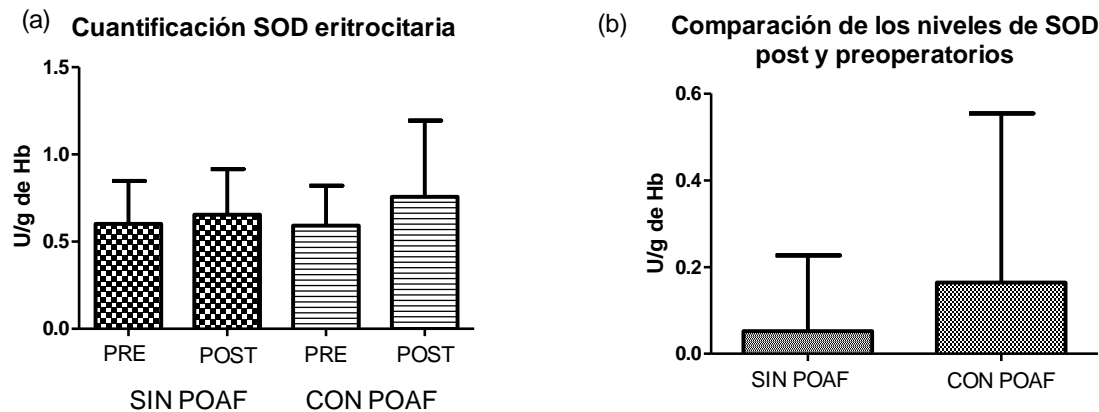 (a) Cuantificación SOD eritrocitaria
U/g de Hb
1.5
1.0
0.5
0.0
PRE POST PRE POST
SIN POAF CON POAF
(b) Comparación de los niveles de SOD
post y preoperatorios
U/g de Hb
0.6
0.4
0.2
0.0
SIN POAF CON POAF